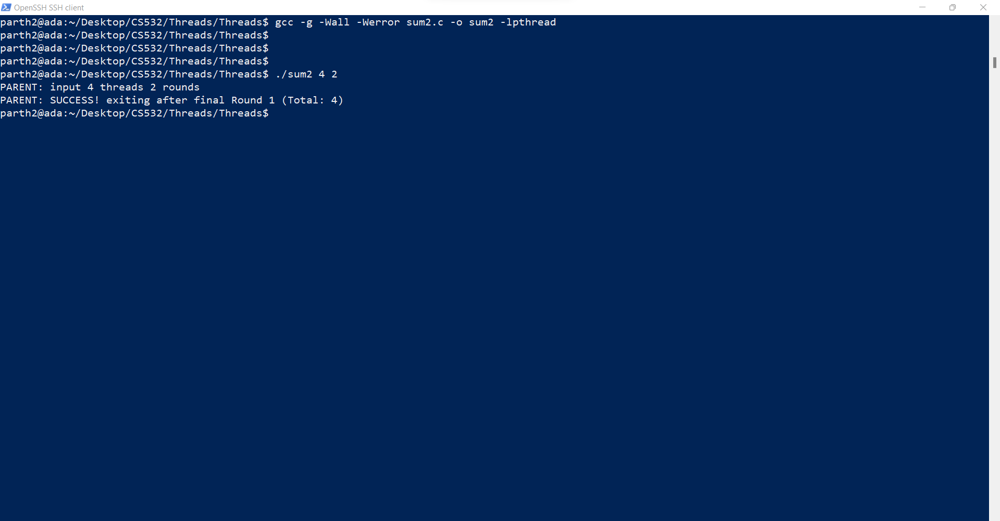 OpenSSH SSH client
parth2@ada:~/Desktop/CS532/Threads/Threads$ gcc -g -Wall -Werror sum2.c -o sum2 -lpthread
parth2@ada:~/Desktop/CS532/Threads/Threads$
parth2@ada:~/Desktop/CS532/Threads/Threads$
parth2@ada:~/Desktop/CS532/Threads/Threads$
parth2@ada:~/Desktop/CS532/Threads/Threads$ ./sum2 4 2
PARENT: input 4 threads 2 rounds
PARENT: SUCCESS! exiting after final Round 1 (Total: 4)
parth2@ada:~/Desktop/CS532/Threads/Threads$